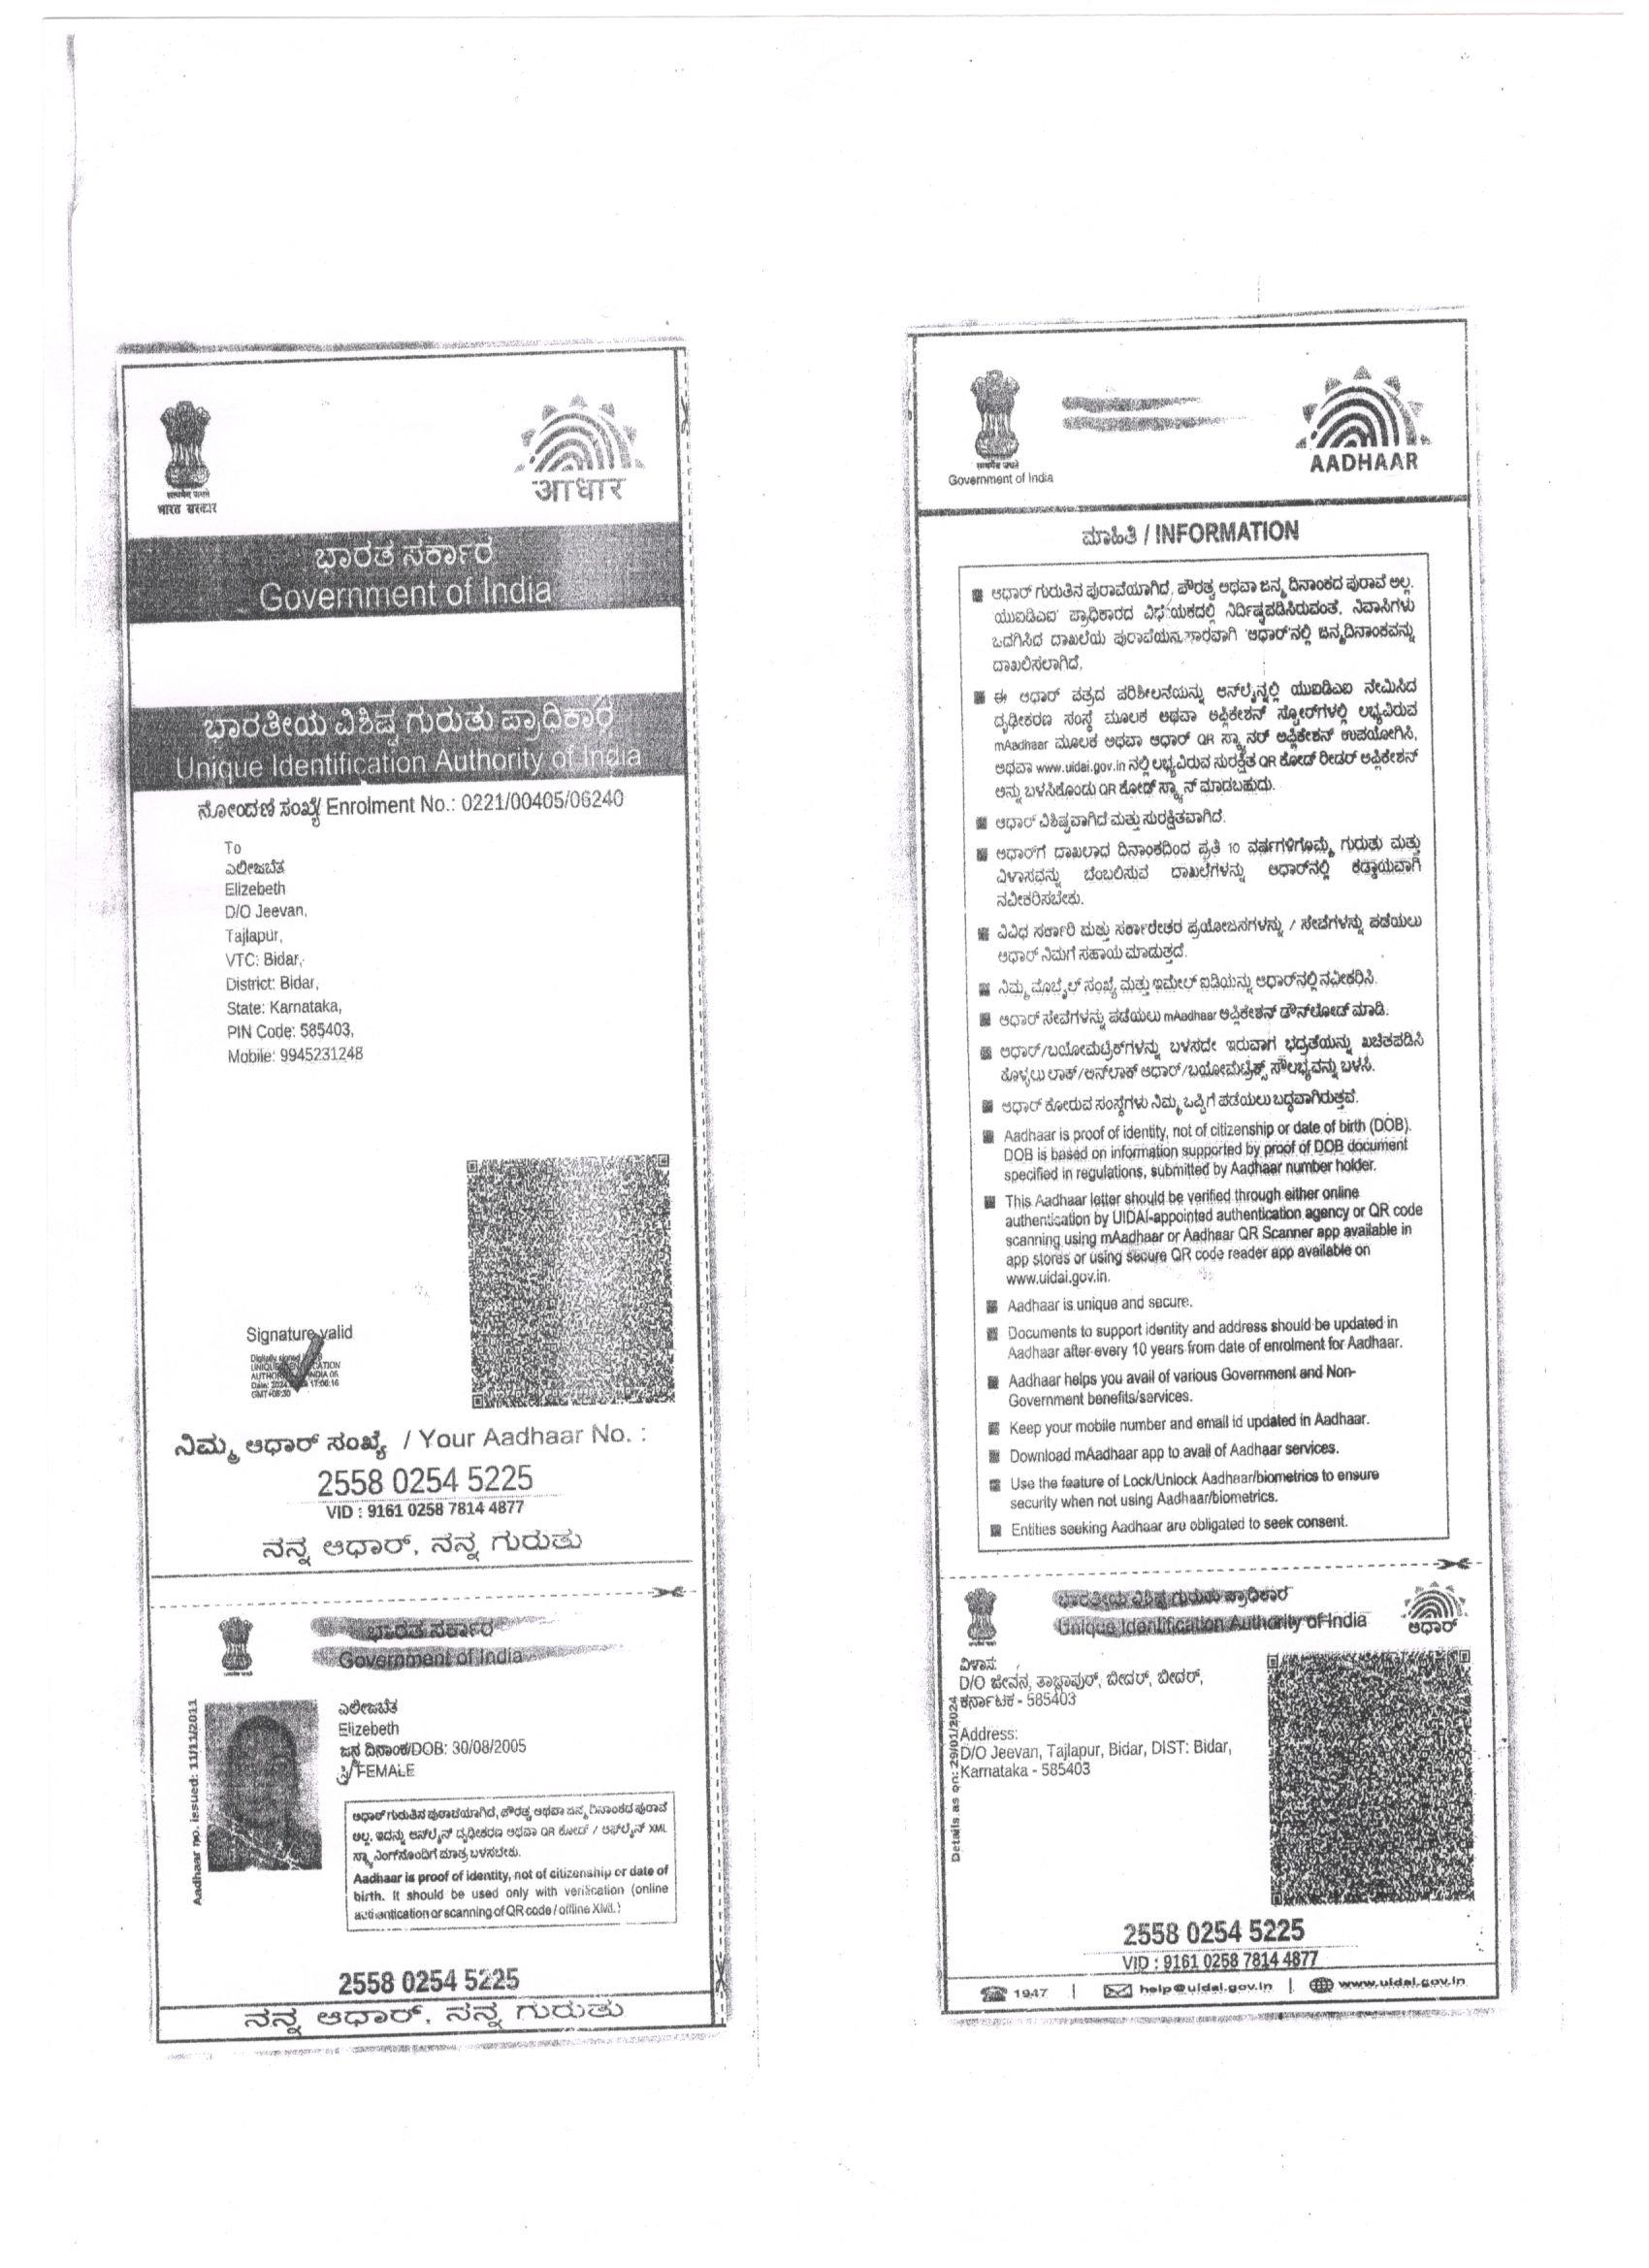 भारत सरकार
आधार
ಭಾರತ ಸರ್ಕಾರ
Government of India
ಭಾರತೀಯ ವಿಶಿಷ್ಟ ಗುರುತು ಪ್ರಾಧಿಕಾರ
Unique Identification Authority of India
ನೋಂದಣಿ ಸಂಖ್ಯೆ/ Enrolment No.: 0221/00405/06240
To
ಎಲೀಜಬೆತ
Elizebeth
D/O Jeevan,
Tajlapur,
VTC: Bidar,
District: Bidar,
State: Karnataka,
PIN Code: 585403,
Mobile: 9945231248
Signature valid
ನಿಮ್ಮ ಆಧಾರ್ ಸಂಖ್ಯೆ / Your Aadhaar No. :
2558 0254 5225
VID : 9161 0258 7814 4877
ನನ್ನ ಆಧಾರ್, ನನ್ನ ಗುರುತು
ಭಾರತ ಸರ್ಕಾರ
Government of India
Aadhaar no. issued: 11/11/2011
ಎಲೀಜಬೆತ
Elizebeth
ಜನ್ಮ ದಿನಾಂಕ/DOB: 30/08/2005
ಸ್ತ್ರೀ/ FEMALE
ಆಧಾರ್ ಗುರುತಿನ ಪುರಾವೆಯಾಗಿದೆ, ಪೌರತ್ವ ಅಥವಾ ಜನ್ಮ ದಿನಾಂಕದ ಪುರಾವೆ
ಅಲ್ಲ. ಇದನ್ನು ಆನ್‌ಲೈನ್ ದೃಢೀಕರಣ ಅಥವಾ QR ಕೋಡ್ / ಆಫ್‌ಲೈನ್ XML
ಸ್ಕ್ಯಾನಿಂಗ್‌ನೊಂದಿಗೆ ಮಾತ್ರ ಬಳಸಬೇಕು.
Aadhaar is proof of identity, not of citizenship or date of
birth. It should be used only with verification (online
authentication or scanning of QR code / offline XML)
2558 0254 5225
ನನ್ನ ಆಧಾರ್, ನನ್ನ ಗುರುತು
Government of India
AADHAAR
ಮಾಹಿತಿ / INFORMATION
ಆಧಾರ್ ಗುರುತಿನ ಪುರಾವೆಯಾಗಿದೆ, ಪೌರತ್ವ ಅಥವಾ ಜನ್ಮ ದಿನಾಂಕದ ಪುರಾವೆ ಅಲ್ಲ.
ಯುಐಡಿಎಐ ಪ್ರಾಧಿಕಾರದ ವಿಧೇಯಕದಲ್ಲಿ ನಿರ್ದಿಷ್ಟಪಡಿಸಿರುವಂತೆ, ನಿವಾಸಿಗಳು
ಒದಗಿಸಿದ ದಾಖಲೆಯ ಪುರಾವೆಯನುಸಾರವಾಗಿ 'ಆಧಾರ್'ನಲ್ಲಿ ಜನ್ಮದಿನಾಂಕವನ್ನು
ದಾಖಲಿಸಲಾಗಿದೆ.
ಈ ಆಧಾರ್ ಪತ್ರದ ಪರಿಶೀಲನೆಯನ್ನು ಆನ್‌ಲೈನ್ನಲ್ಲಿ ಯುಐಡಿಎಐ ನೇಮಿಸಿದ
ದೃಢೀಕರಣ ಸಂಸ್ಥೆ ಮೂಲಕ ಅಥವಾ ಅಪ್ಲಿಕೇಶನ್ ಸ್ಟೋರ್‌ಗಳಲ್ಲಿ ಲಭ್ಯವಿರುವ
mAadhaar ಮೂಲಕ ಅಥವಾ ಆಧಾರ್ QR ಸ್ಕ್ಯಾನರ್ ಅಪ್ಲಿಕೇಶನ್ ಉಪಯೋಗಿಸಿ,
ಅಥವಾ www.uidai.gov.in ನಲ್ಲಿ ಲಭ್ಯವಿರುವ ಸುರಕ್ಷಿತ QR ಕೋಡ್ ರೀಡರ್ ಅಪ್ಲಿಕೇಶನ್
ಅನ್ನು ಬಳಸಿಕೊಂಡು QR ಕೋಡ್ ಸ್ಕ್ಯಾನ್ ಮಾಡಬಹುದು.
ಆಧಾರ್ ವಿಶಿಷ್ಟವಾಗಿದೆ ಮತ್ತು ಸುರಕ್ಷಿತವಾಗಿದೆ.
ಆಧಾರ್‌ಗೆ ದಾಖಲಾದ ದಿನಾಂಕದಿಂದ ಪ್ರತಿ 10 ವರ್ಷಗಳಿಗೊಮ್ಮೆ ಗುರುತು ಮತ್ತು
ವಿಳಾಸವನ್ನು ಬೆಂಬಲಿಸುವ ದಾಖಲೆಗಳನ್ನು ಆಧಾರ್‌ನಲ್ಲಿ ಕಡ್ಡಾಯವಾಗಿ
ನವೀಕರಿಸಬೇಕು.
ವಿವಿಧ ಸರ್ಕಾರಿ ಮತ್ತು ಸರ್ಕಾರೇತರ ಪ್ರಯೋಜನಗಳನ್ನು / ಸೇವೆಗಳನ್ನು ಪಡೆಯಲು
ಆಧಾರ್ ನಿಮಗೆ ಸಹಾಯ ಮಾಡುತ್ತದೆ.
ನಿಮ್ಮ ಮೊಬೈಲ್ ಸಂಖ್ಯೆ ಮತ್ತು ಇಮೇಲ್ ಐಡಿಯನ್ನು ಆಧಾರ್‌ನಲ್ಲಿ ನವೀಕರಿಸಿ.
ಆಧಾರ್ ಸೇವೆಗಳನ್ನು ಪಡೆಯಲು mAadhaar ಅಪ್ಲಿಕೇಶನ್ ಡೌನ್‌ಲೋಡ್ ಮಾಡಿ.
ಆಧಾರ್/ಬಯೋಮೆಟ್ರಿಕ್‌ಗಳನ್ನು ಬಳಸದೇ ಇರುವಾಗ ಭದ್ರತೆಯನ್ನು ಖಚಿತಪಡಿಸಿ
ಕೊಳ್ಳಲು ಲಾಕ್/ಅನ್‌ಲಾಕ್ ಆಧಾರ್/ಬಯೋಮೆಟ್ರಿಕ್ಸ್ ಸೌಲಭ್ಯವನ್ನು ಬಳಸಿ.
ಆಧಾರ್ ಕೋರುವ ಸಂಸ್ಥೆಗಳು ನಿಮ್ಮ ಒಪ್ಪಿಗೆ ಪಡೆಯಲು ಬದ್ಧವಾಗಿರುತ್ತವೆ.
Aadhaar is proof of identity, not of citizenship or date of birth (DOB).
DOB is based on information supported by proof of DOB document
specified in regulations, submitted by Aadhaar number holder.
This Aadhaar letter should be verified through either online
authentication by UIDAI-appointed authentication agency or QR code
scanning using mAadhaar or Aadhaar QR Scanner app available in
app stores or using secure QR code reader app available on
www.uidai.gov.in.
Aadhaar is unique and secure.
Documents to support identity and address should be updated in
Aadhaar after every 10 years from date of enrolment for Aadhaar.
Aadhaar helps you avail of various Government and Non-
Government benefits/services.
Keep your mobile number and email id updated in Aadhaar.
Download mAadhaar app to avail of Aadhaar services.
Use the feature of Lock/Unlock Aadhaar/biometrics to ensure
security when not using Aadhaar/biometrics.
Entities seeking Aadhaar are obligated to seek consent.
ಭಾರತೀಯ ವಿಶಿಷ್ಟ ಗುರುತು ಪ್ರಾಧಿಕಾರ
Unique Identification Authority of India
ಆಧಾರ್
Details as on: 29/01/2024
ವಿಳಾಸ:
D/O ಜೀವನ, ತಾಜ್ಲಾಪುರ್, ಬೀದರ್, ಬೀದರ್,
ಕರ್ನಾಟಕ - 585403
Address:
D/O Jeevan, Tajlapur, Bidar, DIST: Bidar,
Karnataka - 585403
2558 0254 5225
VID : 9161 0258 7814 4877
1947 | help@uidai.gov.in | www.uidai.gov.in